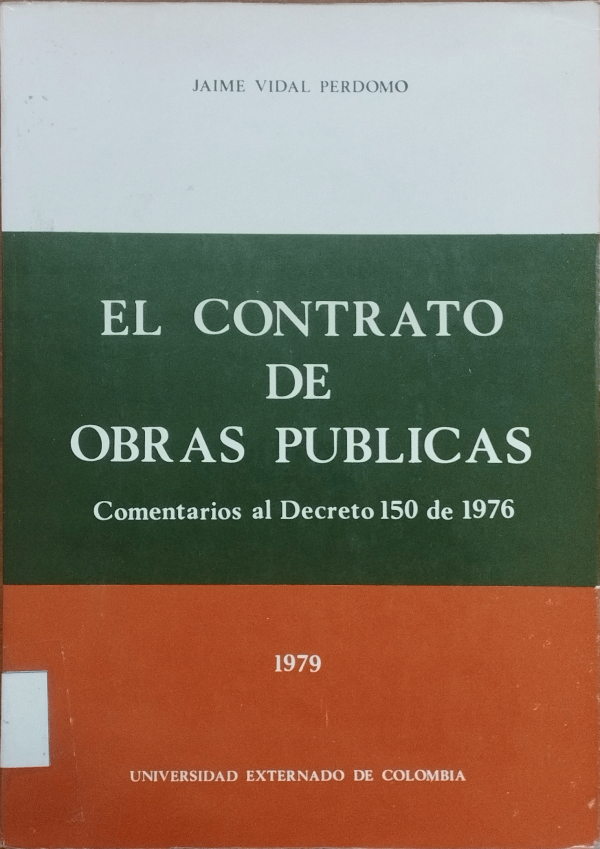 JAIME VIDAL PERDOMO
EL CONTRATO
DE
OBRAS PUBLICAS
Comentarios al Decreto 150 de 1976
1979
UNIVERSIDAD EXTERNADO DE COLOMBIA